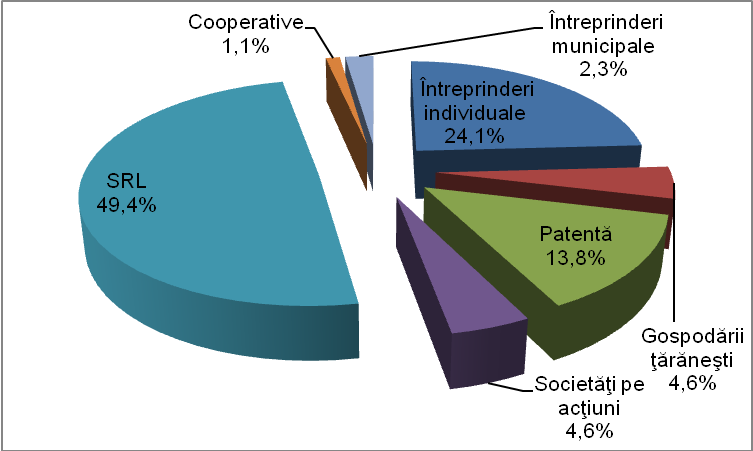 Cooperative
1,1%
Întreprinderi
municipale
2,3%
Întreprinderi
individuale
24,1%
SRL
49,4%
Patentă
13,8%
Gospodării
ţărăneşti
4,6%
Societăţi pe
acţiuni
4,6%